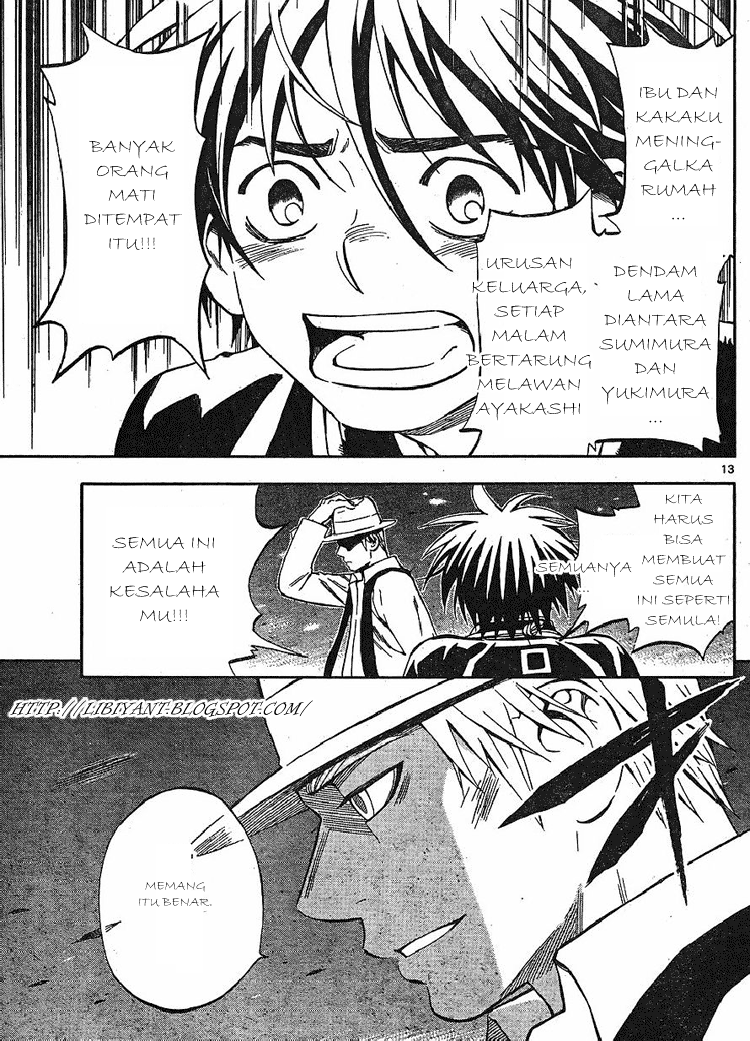 IBU DAN
KAKAKU
MENING-
GALKA
RUMAH
...
DENDAM
LAMA
DIANTARA
SUMIMURA
DAN
YUKIMURA
...
URUSAN
KELUARGA,
SETIAP
MALAM
BERTARUNG
MELAWAN
AYAKASHI
BANYAK
ORANG
MATI
DITEMPAT
ITU!!!
13
KITA
HARUS
BISA
MEMBUAT
SEMUA
INI SEPERTI
SEMULA!
SEMUANYA
...
SEMUA INI
ADALAH
KESALAHA
MU!!!
HTTP://LIBIYANT.BLOGSPOT.COM/
MEMANG
ITU BENAR.